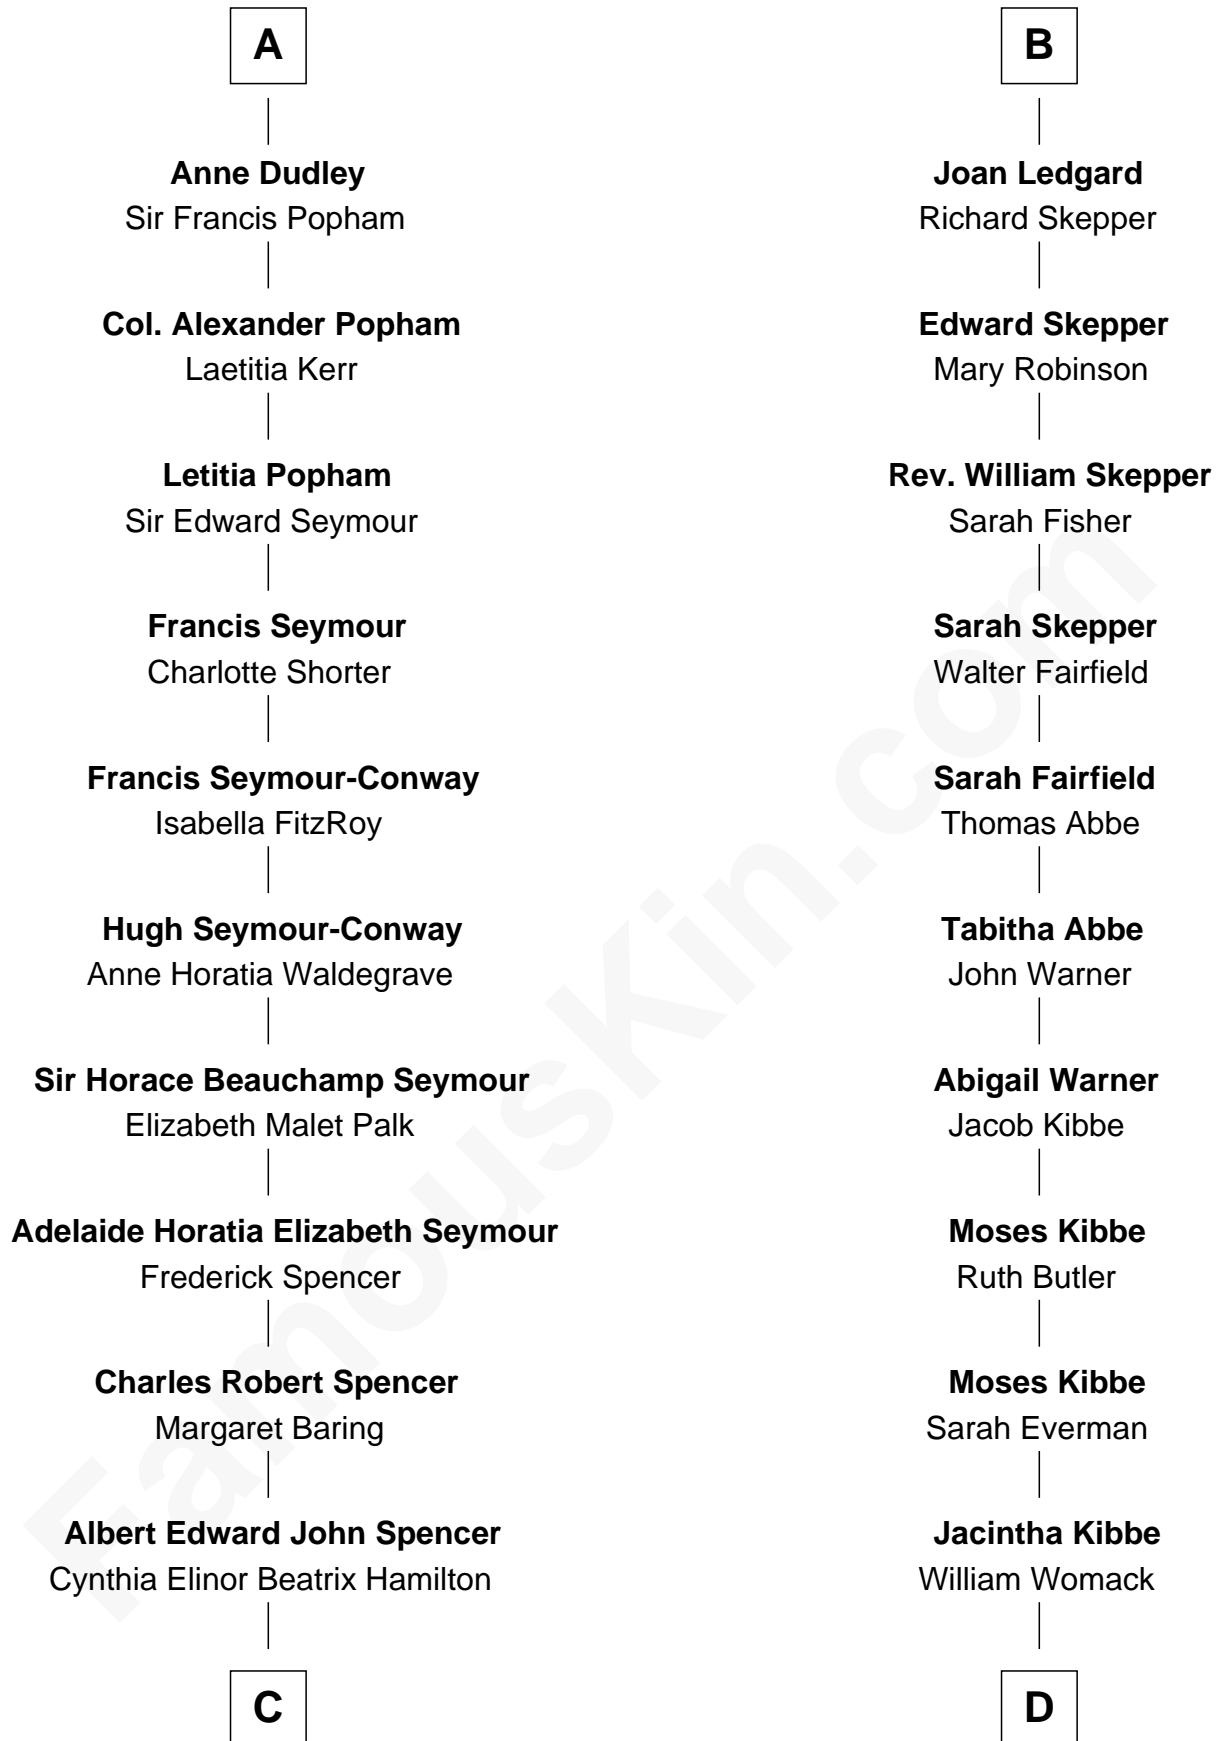 A
Anne Dudley
Sir Francis Popham
Col. Alexander Popham
Laetitia Kerr
Letitia Popham
Sir Edward Seymour
Francis Seymour
Charlotte Shorter
Francis Seymour-Conway
Isabella FitzRoy
Hugh Seymour-Conway
Anne Horatia Waldegrave
Sir Horace Beauchamp Seymour
Elizabeth Malet Palk
Adelaide Horatia Elizabeth Seymour
Frederick Spencer
Charles Robert Spencer
Margaret Baring
Albert Edward John Spencer
Cynthia Elinor Beatrix Hamilton
C
B
Joan Ledgard
Richard Skepper
Edward Skepper
Mary Robinson
Rev. William Skepper
Sarah Fisher
Sarah Skepper
Walter Fairfield
Sarah Fairfield
Thomas Abbe
Tabitha Abbe
John Warner
Abigail Warner
Jacob Kibbe
Moses Kibbe
Ruth Butler
Moses Kibbe
Sarah Everman
Jacintha Kibbe
William Womack
D
FamousKin.com